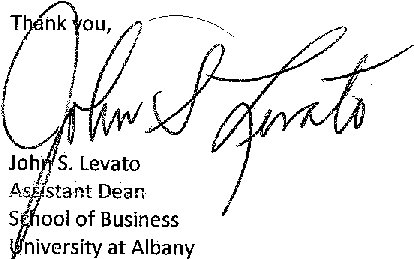 Thank you,
John S Levato
John S. Levato
Assistant Dean
School of Business
University at Albany